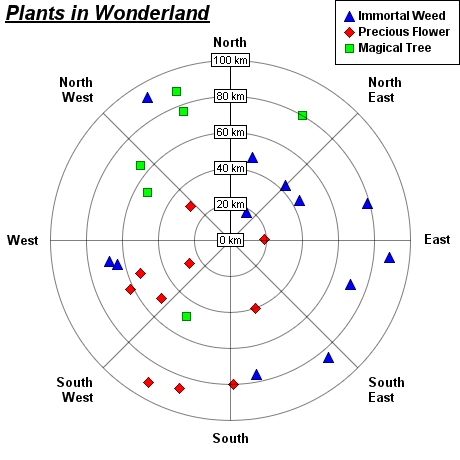 Plants in Wonderland
Immortal Weed
Precious Flower
Magical Tree
North
100 km
North
West
North
East
80 km
60 km
40 km
20 km
West
0 km
East
South
West
South
East
South